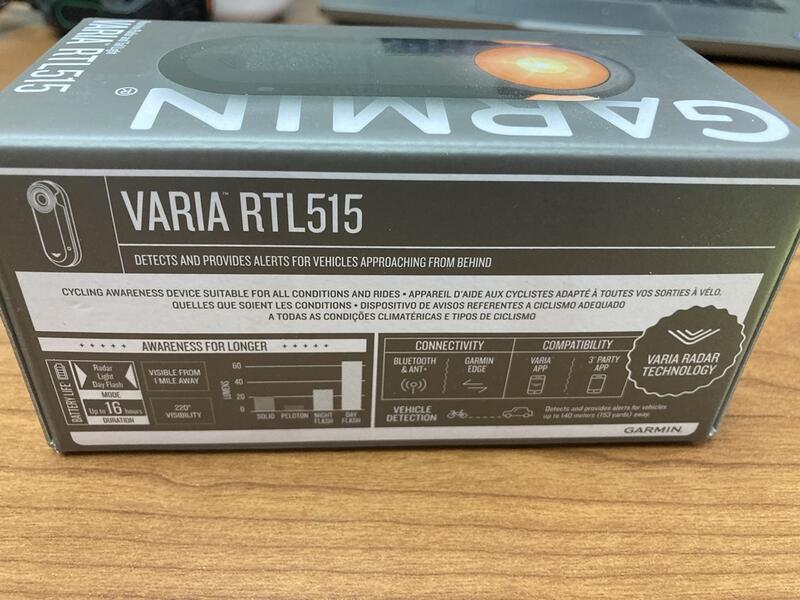 VARIA RTL515
GARMIN
VARIA™ RTL515
DETECTS AND PROVIDES ALERTS FOR VEHICLES APPROACHING FROM BEHIND
CYCLING AWARENESS DEVICE SUITABLE FOR ALL CONDITIONS AND RIDES • APPAREIL D'AIDE AUX CYCLISTES ADAPTÉ À TOUTES VOS SORTIES À VÉLO,
QUELLES QUE SOIENT LES CONDITIONS • DISPOSITIVO DE AVISOS REFERENTES A CICLISMO ADEQUADO
A TODAS AS CONDIÇÕES CLIMATÉRICAS E TIPOS DE CICLISMO
AWARENESS FOR LONGER
BATTERY LIFE
Radar
Light
Day Flash
MODE
Up to 16 hours
DURATION
VISIBLE FROM
1 MILE AWAY
220°
VISIBILITY
LUMENS
60
40
20
0
SOLID
PELOTON
NIGHT
FLASH
DAY
FLASH
CONNECTIVITY
BLUETOOTH
& ANT+
GARMIN
EDGE
COMPATIBILITY
VARIA™
APP
3rd PARTY
APP
VEHICLE
DETECTION
Detects and provides alerts for vehicles
up to 140 meters (153 yards) away.
VARIA RADAR
TECHNOLOGY
GARMIN